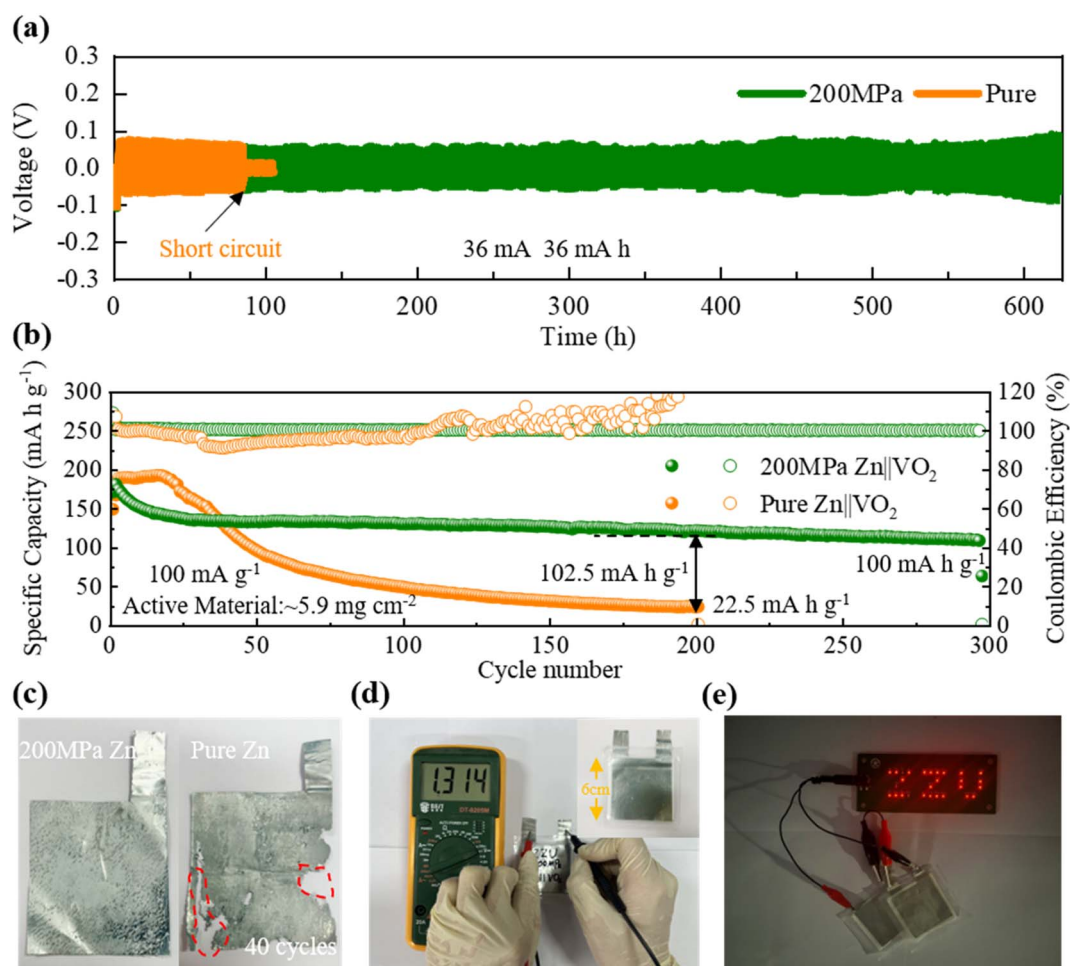 (a)
0.3
0.2
0.1
0.0
-0.1
-0.2
-0.3
Voltage (V)
200MPa Pure
Short circuit
36 mA 36 mA h
0 100 200 300 400 500 600
Time (h)
(b)
300
250
200
150
100
50
0
Specific Capacity (mA h g⁻¹)
120
100
80
60
40
20
0
Coulombic Efficiency (%)
200MPa Zn||VO₂
Pure Zn||VO₂
100 mA g⁻¹
Active Material:~5.9 mg cm⁻²
102.5 mA h g⁻¹
100 mA h g⁻¹
22.5 mA h g⁻¹
0 50 100 150 200 250 300
Cycle number
(c)
200MPa Zn
Pure Zn
40 cycles
(d)
1.314
6cm
(e)
ZZU